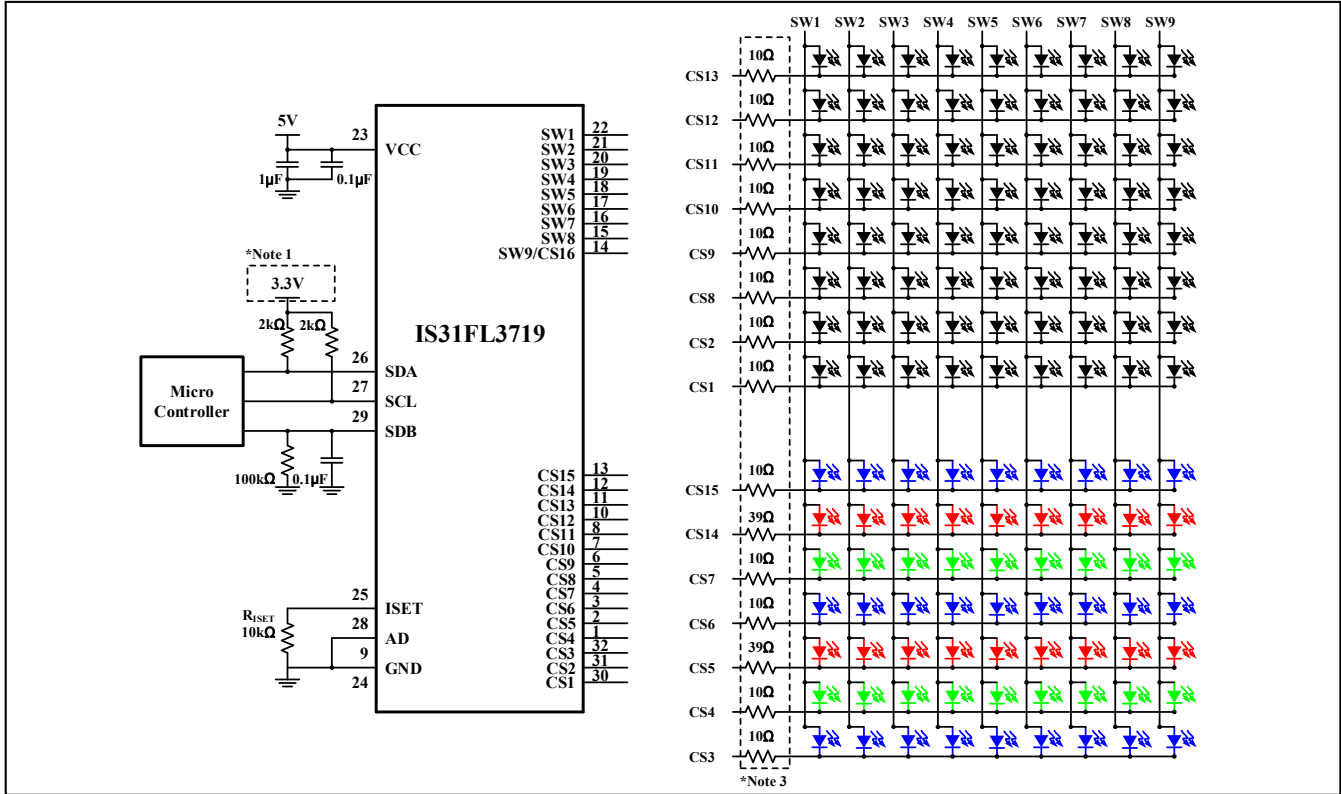 SW1 SW2 SW3 SW4 SW5 SW6 SW7 SW8 SW9
5V
23
VCC
1µF
0.1µF
*Note 1
3.3V
2kΩ
2kΩ
Micro
Controller
26
SDA
27
SCL
29
SDB
100kΩ
0.1µF
RISET
10kΩ
25
ISET
28
AD
9
GND
24
IS31FL3719
SW1 22
SW2 21
SW3 20
SW4 19
SW5 18
SW6 17
SW7 16
SW8 15
SW9/CS16 14
CS15 13
CS14 12
CS13 11
CS12 10
CS11 8
CS10 7
CS9 6
CS8 5
CS7 4
CS6 3
CS5 2
CS4 1
CS3 32
CS2 31
CS1 30
CS13 10Ω
CS12 10Ω
CS11 10Ω
CS10 10Ω
CS9 10Ω
CS8 10Ω
CS2 10Ω
CS1 10Ω
CS15 10Ω
CS14 39Ω
CS7 10Ω
CS6 10Ω
CS5 39Ω
CS4 10Ω
CS3 10Ω
*Note 3